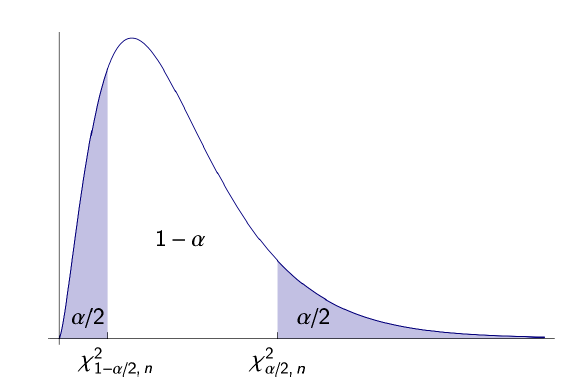 1 − α
α/2
α/2
χ²₁₋α/₂, ₙ
χ²α/₂, ₙ